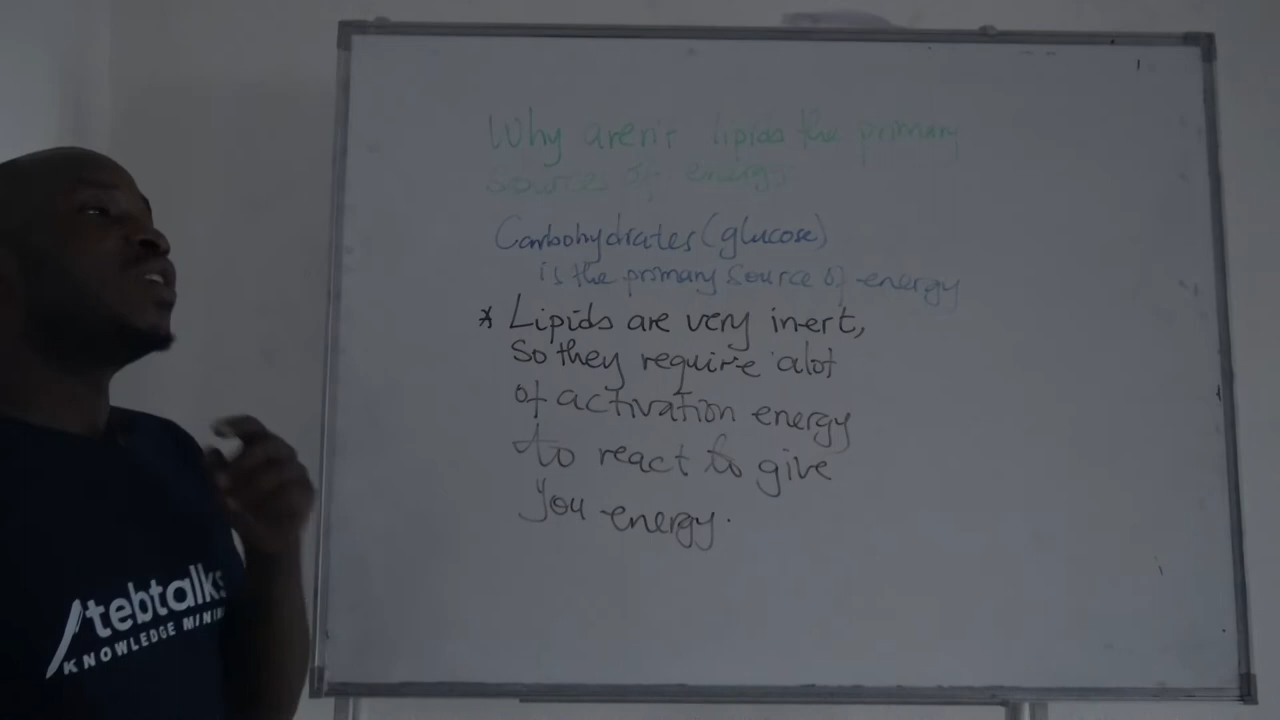 Why aren't lipids the primary
sources of energy
Carbohydrates (glucose)
is the primary source of energy
* Lipids are very inert,
So they require alot
of activation energy
to react to give
you energy.
tebtalks
KNOWLEDGE MINING